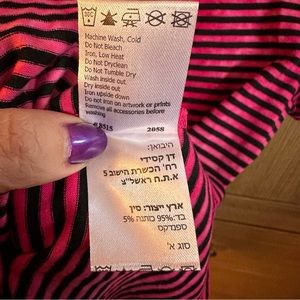 Machine Wash, Cold
Do Not Bleach
Iron, Low Heat
Do Not Dryclean
Do Not Tumble Dry
Wash inside out
Dry inside out
Iron upside down
Do Not iron on artwork or prints
Remove all accessories before
washing
#8515 2058
היבואן:
דן קסידי
רח' הכשרת הישוב 5
א.ת.ח ראשל"צ
ארץ ייצור: סין
בד: 95% כותנה 5%
ספנדקס
סוג א'